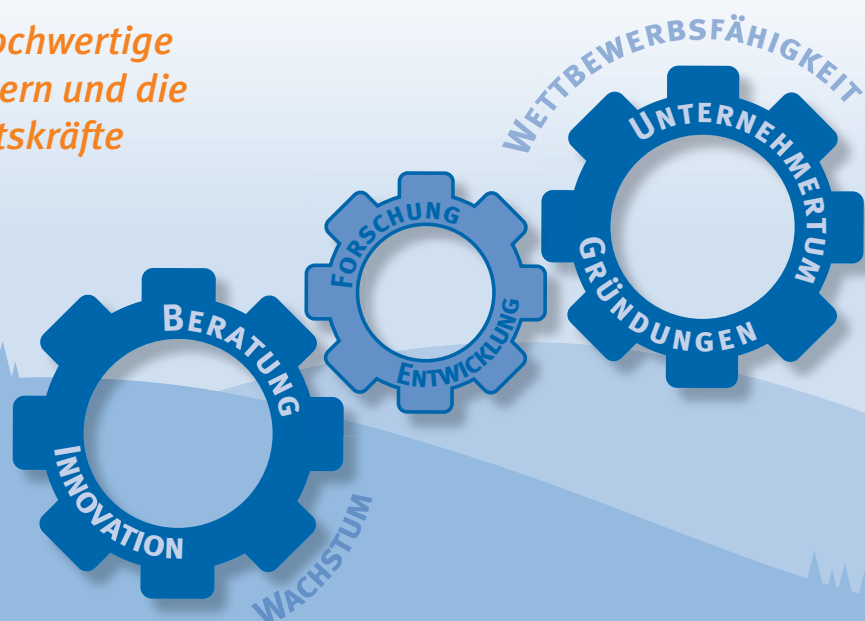 ochwertige
ern und die
tskräfte
WETTBEWERBSFÄHIGKEIT
UNTERNEHMERTUM
GRÜNDUNGEN
FORSCHUNG
ENTWICKLUNG
BERATUNG
INNOVATION
WACHSTUM